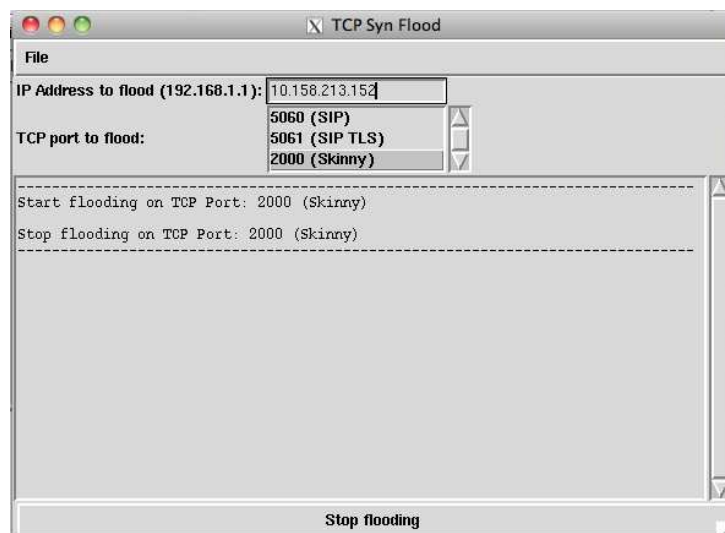 TCP Syn Flood
File
IP Address to flood (192.168.1.1): 10.158.213.152
5060 (SIP)
TCP port to flood: 5061 (SIP TLS)
2000 (Skinny)
--------------------------------------------------------------------------
Start flooding on TCP Port: 2000 (Skinny)
Stop flooding on TCP Port: 2000 (Skinny)
--------------------------------------------------------------------------
Stop flooding